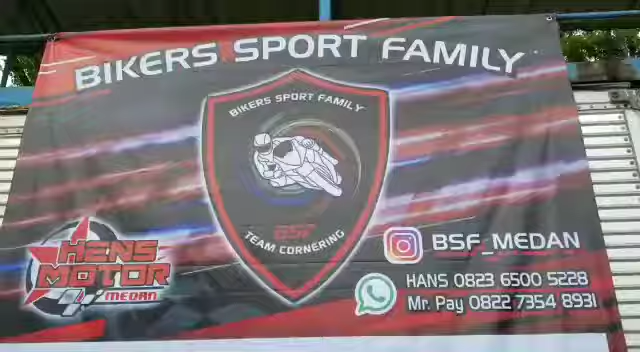 BIKERS SPORT FAMILY
BIKERS SPORT FAMILY
BSF
TEAM CORNERING
HENS
MOTOR
MEDAN
BSF_MEDAN
HANS 0823 6500 5228
Mr. Pay 0822 7354 8931